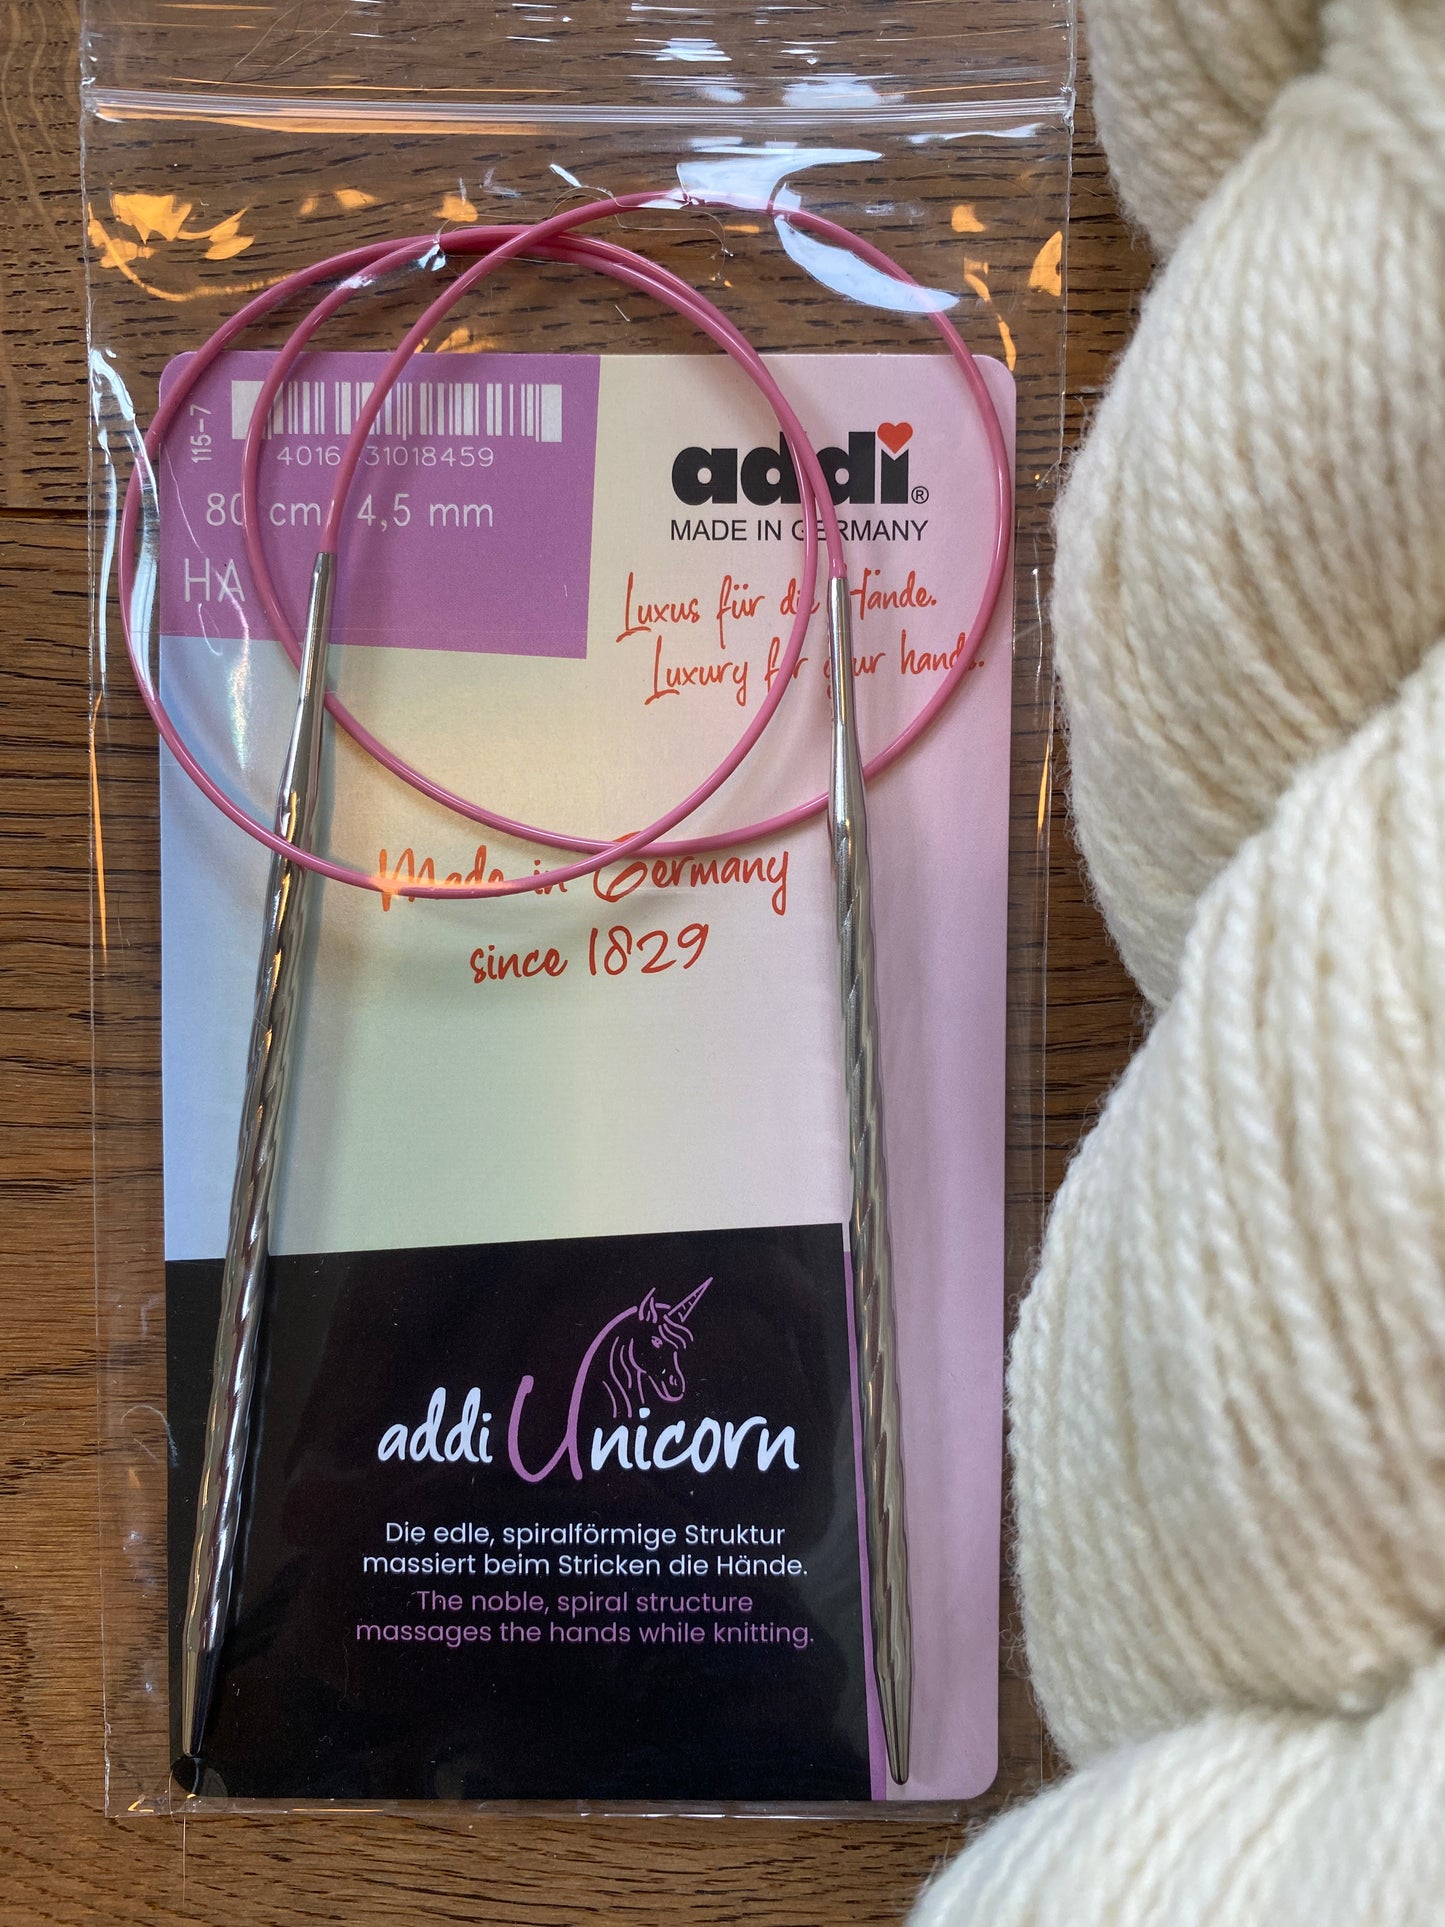 115-7
80 cm 4,5 mm
HA
addi®
MADE IN GERMANY
Luxus für die Hände.
Luxury for your hands.
Made in Germany
since 1829
addi Unicorn
Die edle, spiralförmige Struktur
massiert beim Stricken die Hände.
The noble, spiral structure
massages the hands while knitting.